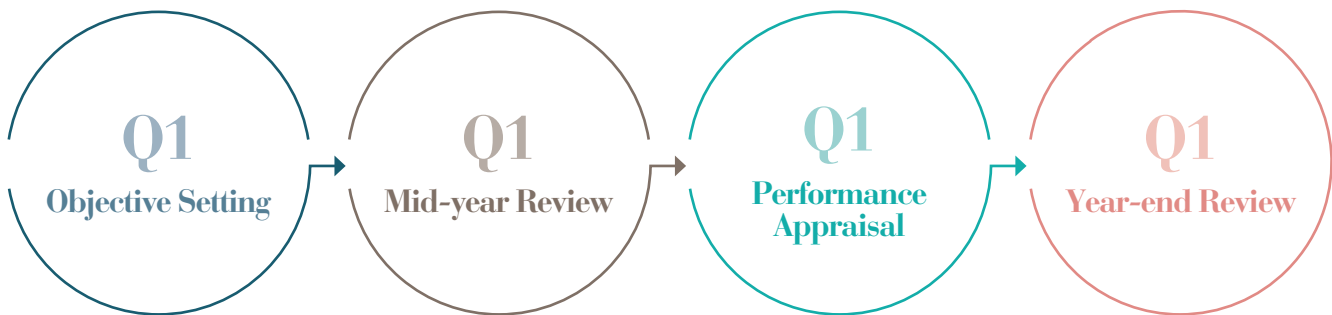 Q1
Objective Setting
Q1
Mid-year Review
Q1
Performance
Appraisal
Q1
Year-end Review